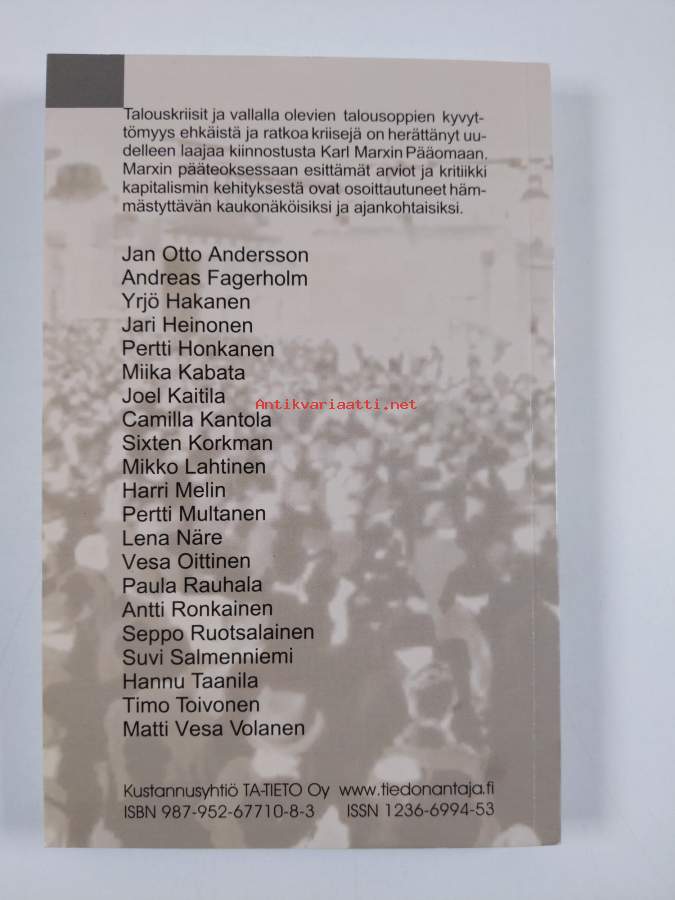 Talouskriisit ja vallalla olevien talousoppien kyvyt-
tömyys ehkäistä ja ratkoa kriisejä on herättänyt uu-
delleen laajaa kiinnostusta Karl Marxin Pääomaan.
Marxin pääteoksessaan esittämät arviot ja kritiikki
kapitalismin kehityksestä ovat osoittautuneet häm-
mästyttävän kaukonäköisiksi ja ajankohtaisiksi.
Jan Otto Andersson
Andreas Fagerholm
Yrjö Hakanen
Jari Heinonen
Pertti Honkanen
Miika Kabata
Joel Kaitila
Antikvariaatti.net
Camilla Kantola
Sixten Korkman
Mikko Lahtinen
Harri Melin
Pertti Multanen
Lena Näre
Vesa Oittinen
Paula Rauhala
Antti Ronkainen
Seppo Ruotsalainen
Suvi Salmenniemi
Hannu Taanila
Timo Toivonen
Matti Vesa Volanen
Kustannusyhtiö TA-TIETO Oy www.tiedonantaja.fi
ISBN 987-952-67710-8-3 ISSN 1236-6994-53